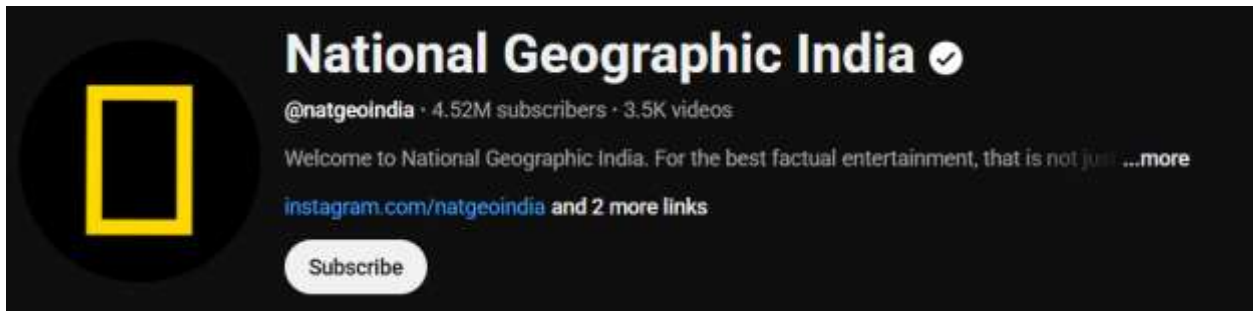 National Geographic India
@natgeoindia · 4.52M subscribers · 3.5K videos
Welcome to National Geographic India. For the best factual entertainment, that is not just ...more
instagram.com/natgeoindia and 2 more links
Subscribe